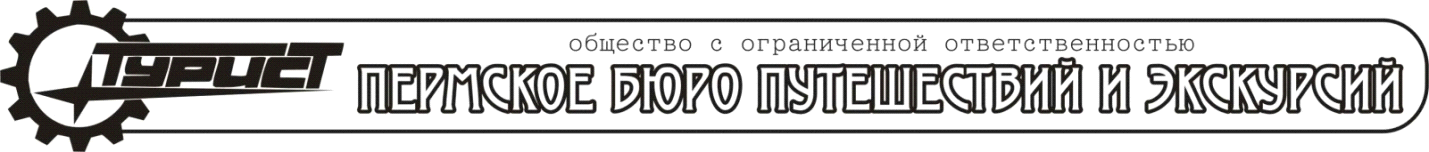 ТУРИСТ
общество с ограниченной ответственностью
ПЕРМСКОЕ БЮРО ПУТЕШЕСТВИЙ И ЭКСКУРСИЙ